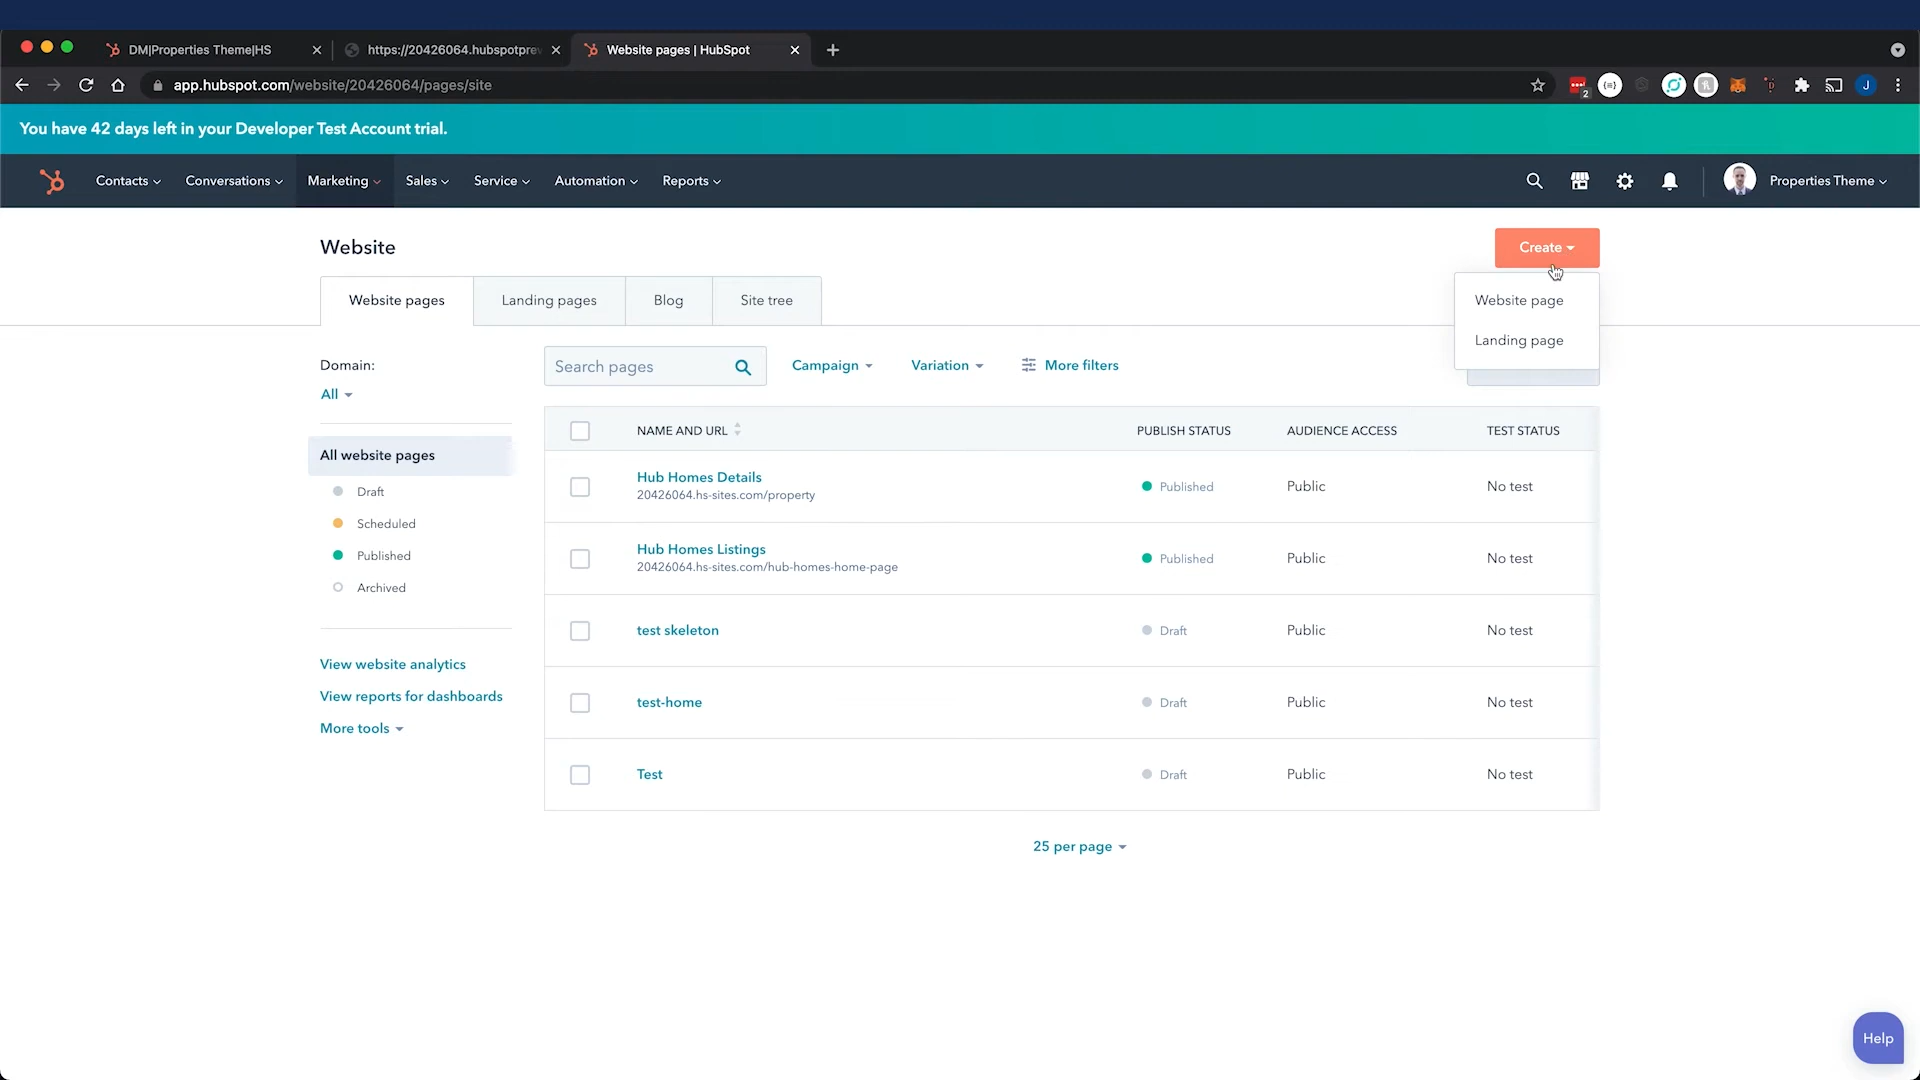 DM|Properties Theme|HS
https://20426064.hubspotprev
Website pages | HubSpot
app.hubspot.com/website/20426064/pages/site
2
J
You have 42 days left in your Developer Test Account trial.
Contacts
Conversations
Marketing
Sales
Service
Automation
Reports
Properties Theme
Website
Create
Website pages
Landing pages
Blog
Site tree
Website page
Landing page
Domain:
All
Search pages
Campaign
Variation
More filters
All website pages
Draft
Scheduled
Published
Archived
View website analytics
View reports for dashboards
More tools
NAME AND URL
PUBLISH STATUS
AUDIENCE ACCESS
TEST STATUS
Hub Homes Details
20426064.hs-sites.com/property
Published
Public
No test
Hub Homes Listings
20426064.hs-sites.com/hub-homes-home-page
Published
Public
No test
test skeleton
Draft
Public
No test
test-home
Draft
Public
No test
Test
Draft
Public
No test
25 per page
Help